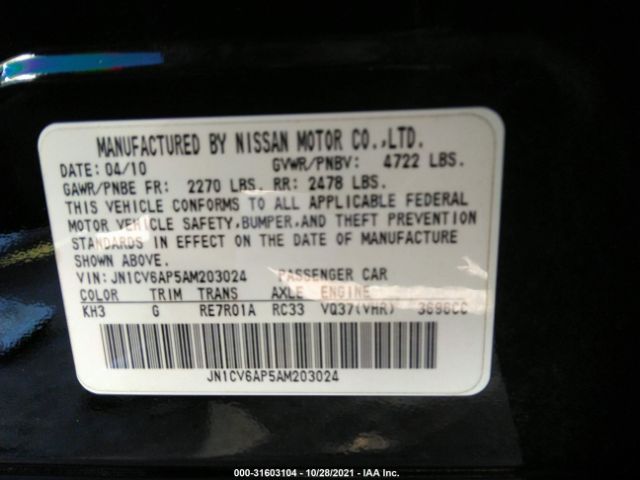 MANUFACTURED BY NISSAN MOTOR CO.,LTD.
DATE: 04/10 GVWR/PNBV: 4722 LBS.
GAWR/PNBE FR: 2270 LBS. RR: 2478 LBS.
THIS VEHICLE CONFORMS TO ALL APPLICABLE FEDERAL
MOTOR VEHICLE SAFETY,BUMPER,AND THEFT PREVENTION
STANDARDS IN EFFECT ON THE DATE OF MANUFACTURE
SHOWN ABOVE.
VIN: JN1CV6AP5AM203024 PASSENGER CAR
COLOR TRIM TRANS AXLE ENGINE
KH3 G RE7R01A RC33 VQ37(VHR) 3696CC
JN1CV6AP5AM203024
000-31603104 - 10/28/2021 - IAA Inc.